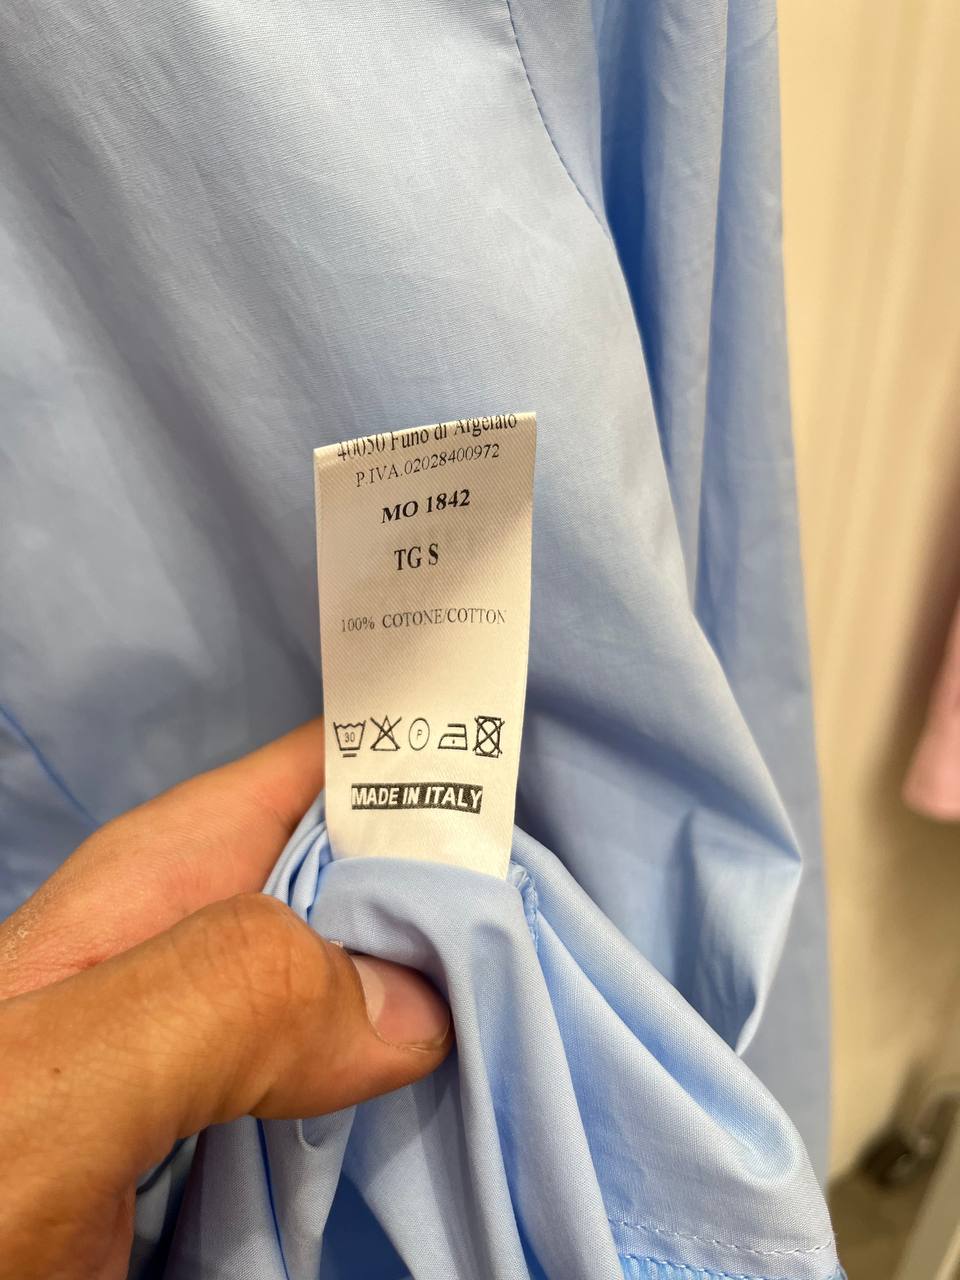 40050 Funo di Argelato
P.IVA.02028400972
MO 1842
TG S
100% COTONE/COTTON
30 P
MADE IN ITALY